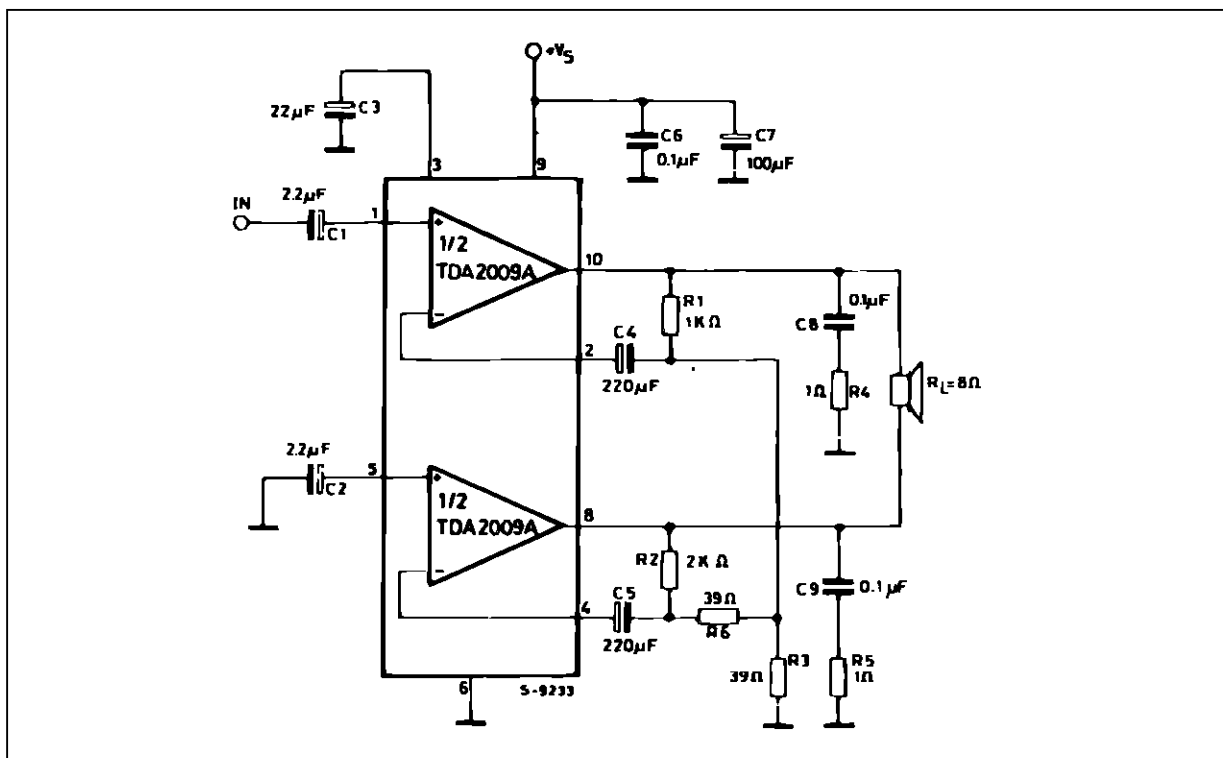 +Vs
22µF
C3
C6
0.1µF
C7
100µF
3
9
IN
2.2µF
C1
1
+
1/2
TDA2009A
-
10
R1
1KΩ
C4
2
220µF
0.1µF
C8
1Ω
R4
RL=8Ω
2.2µF
C2
5
+
1/2
TDA2009A
-
8
R2
2KΩ
C5
4
220µF
39Ω
R6
C9
0.1µF
39Ω
R3
R5
1Ω
6
S-9233